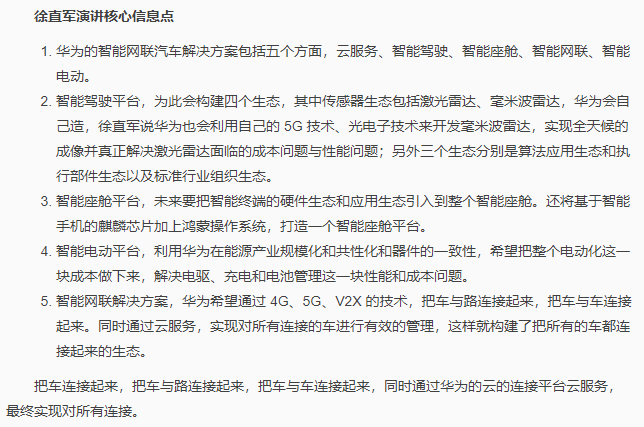 徐直军演讲核心信息点
1. 华为的智能网联汽车解决方案包括五个方面，云服务、智能驾驶、智能座舱、智能网联、智能
电动。
2. 智能驾驶平台，为此会构建四个生态，其中传感器生态包括激光雷达、毫米波雷达，华为会自
己造，徐直军说华为也会利用自己的 5G 技术、光电子技术来开发毫米波雷达，实现全天候的
成像并真正解决激光雷达面临的成本问题与性能问题；另外三个生态分别是算法应用生态和执
行部件生态以及标准行业组织生态。
3. 智能座舱平台，未来要把智能终端的硬件生态和应用生态引入到整个智能座舱。还将基于智能
手机的麒麟芯片加上鸿蒙操作系统，打造一个智能座舱平台。
4. 智能电动平台，利用华为在能源产业规模化和共性化和器件的一致性，希望把整个电动化这一
块成本做下来，解决电驱、充电和电池管理这一块性能和成本问题。
5. 智能网联解决方案，华为希望通过 4G、5G、V2X 的技术，把车与路连接起来，把车与车连接
起来。同时通过云服务，实现对所有连接的车进行有效的管理，这样就构建了把所有的车都连
接起来的生态。
把车连接起来，把车与路连接起来，把车与车连接起来，同时通过华为的云的连接平台云服务，
最终实现对所有连接。